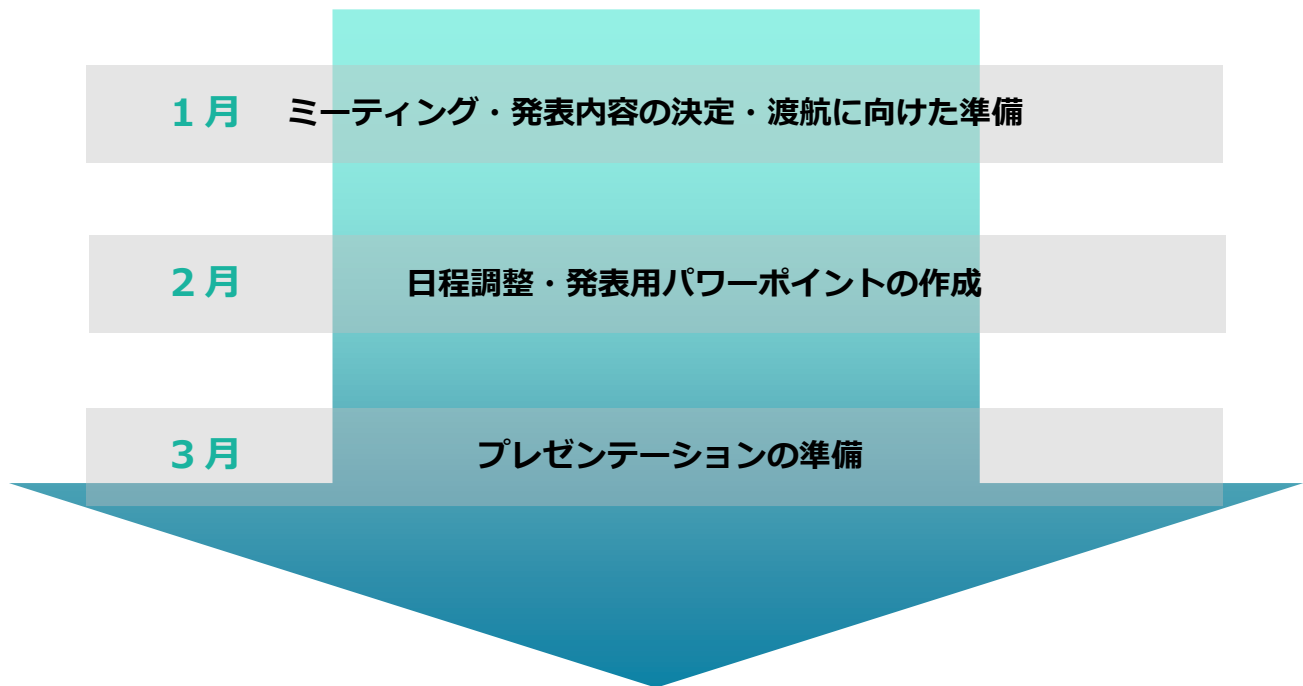 １月 ミーティング・発表内容の決定・渡航に向けた準備
２月 日程調整・発表用パワーポイントの作成
３月 プレゼンテーションの準備